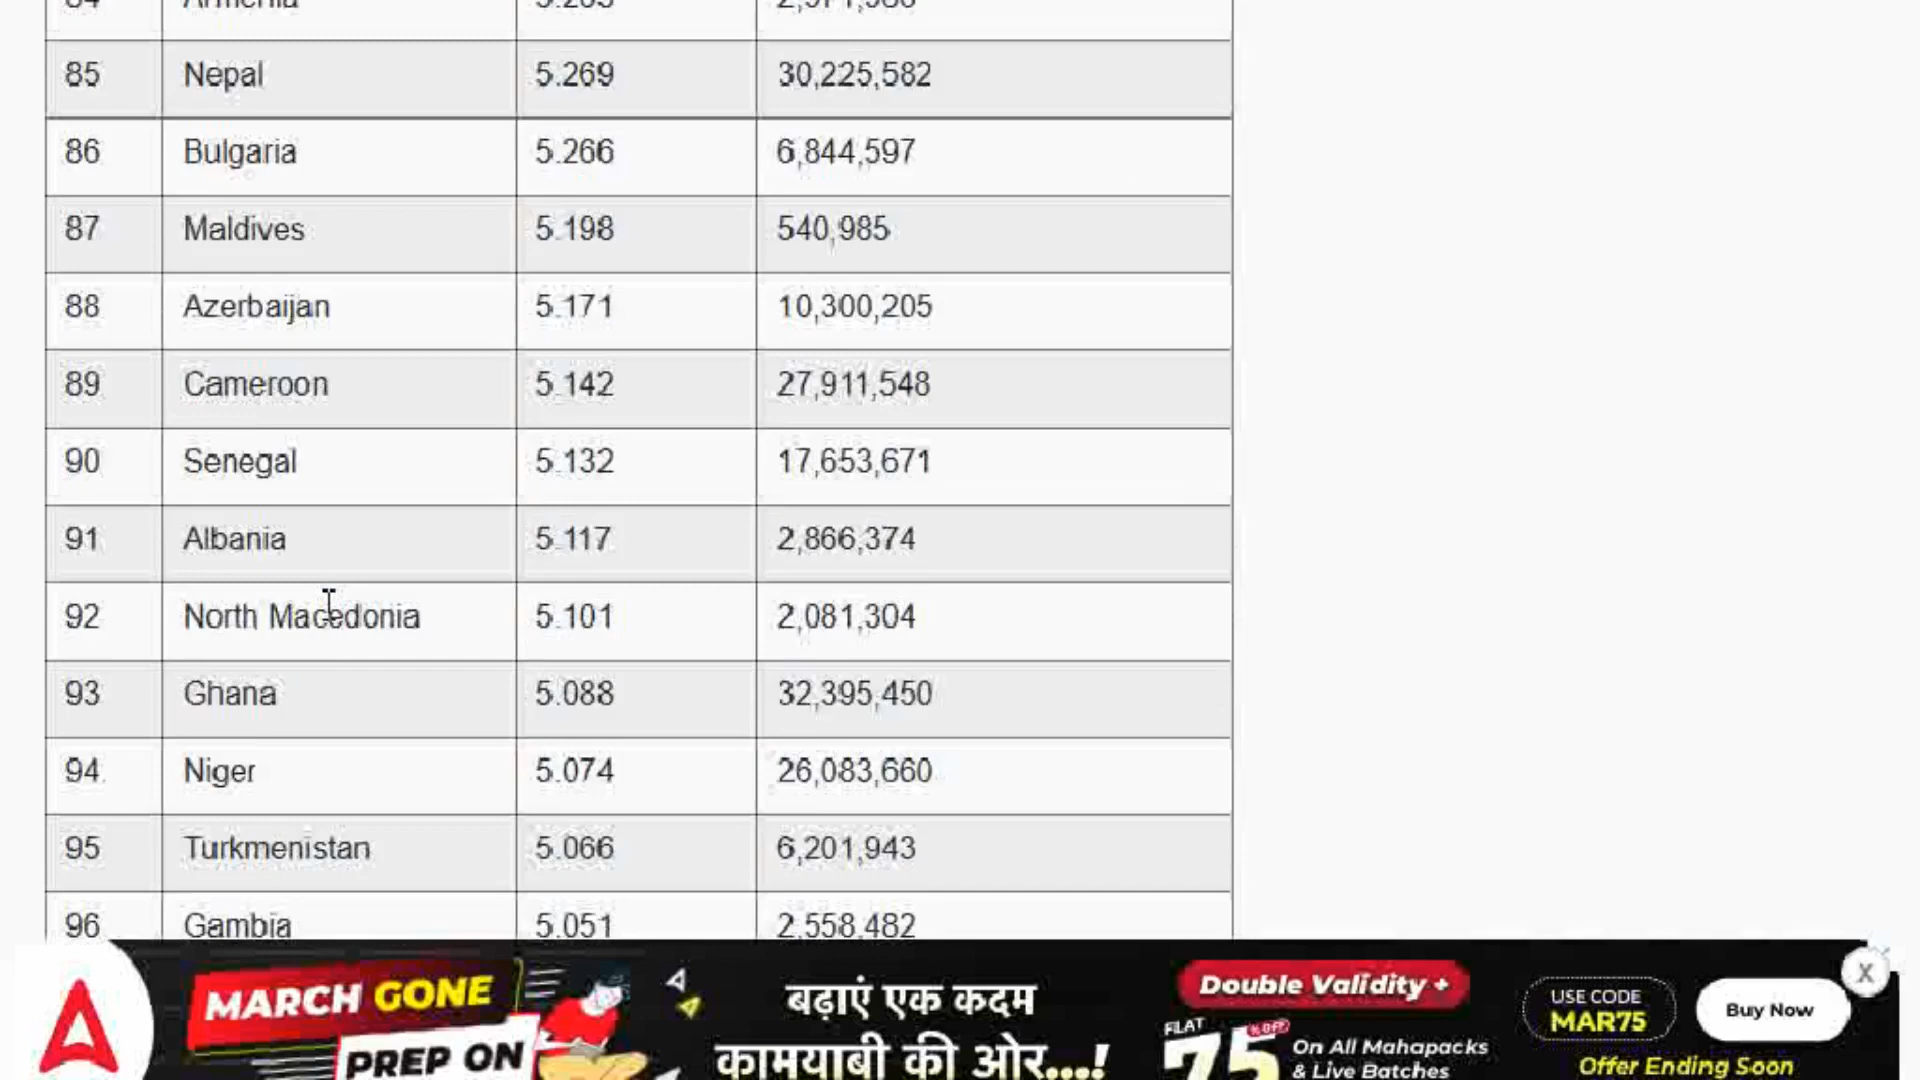 84 Armenia
85 Nepal 5.269 30,225,582
86 Bulgaria 5.266 6,844,597
87 Maldives 5.198 540,985
88 Azerbaijan 5.171 10,300,205
89 Cameroon 5.142 27,911,548
90 Senegal 5.132 17,653,671
91 Albania 5.117 2,866,374
92 North Macedonia 5.101 2,081,304
93 Ghana 5.088 32,395,450
94 Niger 5.074 26,083,660
95 Turkmenistan 5.066 6,201,943
96 Gambia 5.051 2,558,482
MARCH GONE
PREP ON
बढ़ाएं एक कदम
कामयाबी की ओर...!
Double Validity +
FLAT
75 % OFF
On All Mahapacks
& Live Batches
USE CODE
MAR75
Buy Now
Offer Ending Soon
X